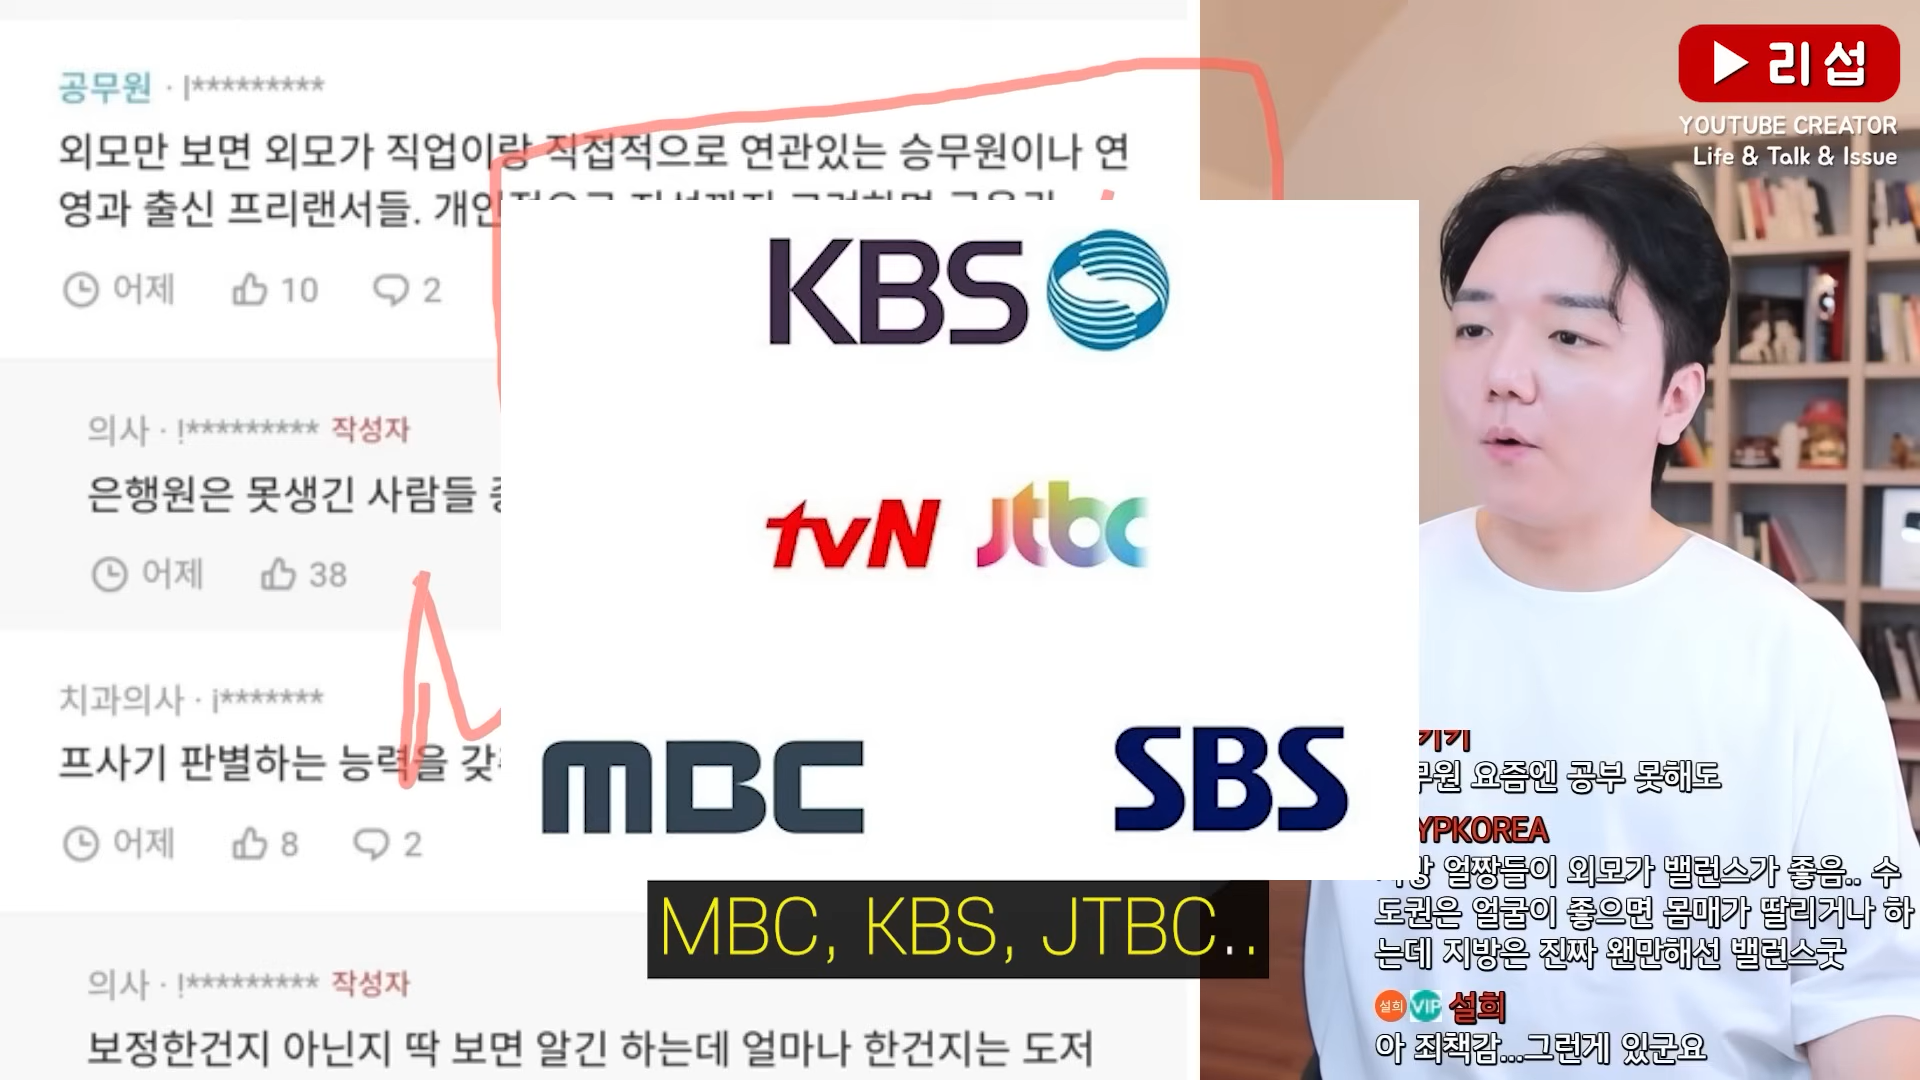 공무원 · l*********
외모만 보면 외모가 직업이랑 직접적으로 연관있는 승무원이나 연
영과 출신 프리랜서들. 개인적으로
어제 10 2
의사 · !********* 작성자
은행원은 못생긴 사람들
어제 38
치과의사 · i*******
프사기 판별하는 능력을
어제 8 2
의사 · !********* 작성자
보정한건지 아닌지 딱 보면 알긴 하는데 얼마나 한건지는 도저
KBS
tvN jtbc
MBC SBS
MBC, KBS, JTBC..
리섭
YOUTUBE CREATOR
Life & Talk & Issue
키키
무원 요즘엔 공부 못해도
YPKOREA
얼짱들이 외모가 밸런스가 좋음.. 수
도권은 얼굴이 좋으면 몸매가 딸리거나 하
는데 지방은 진짜 왠만해선 밸런스굿
설희 VIP 설희
아 죄책감...그런게 있군요